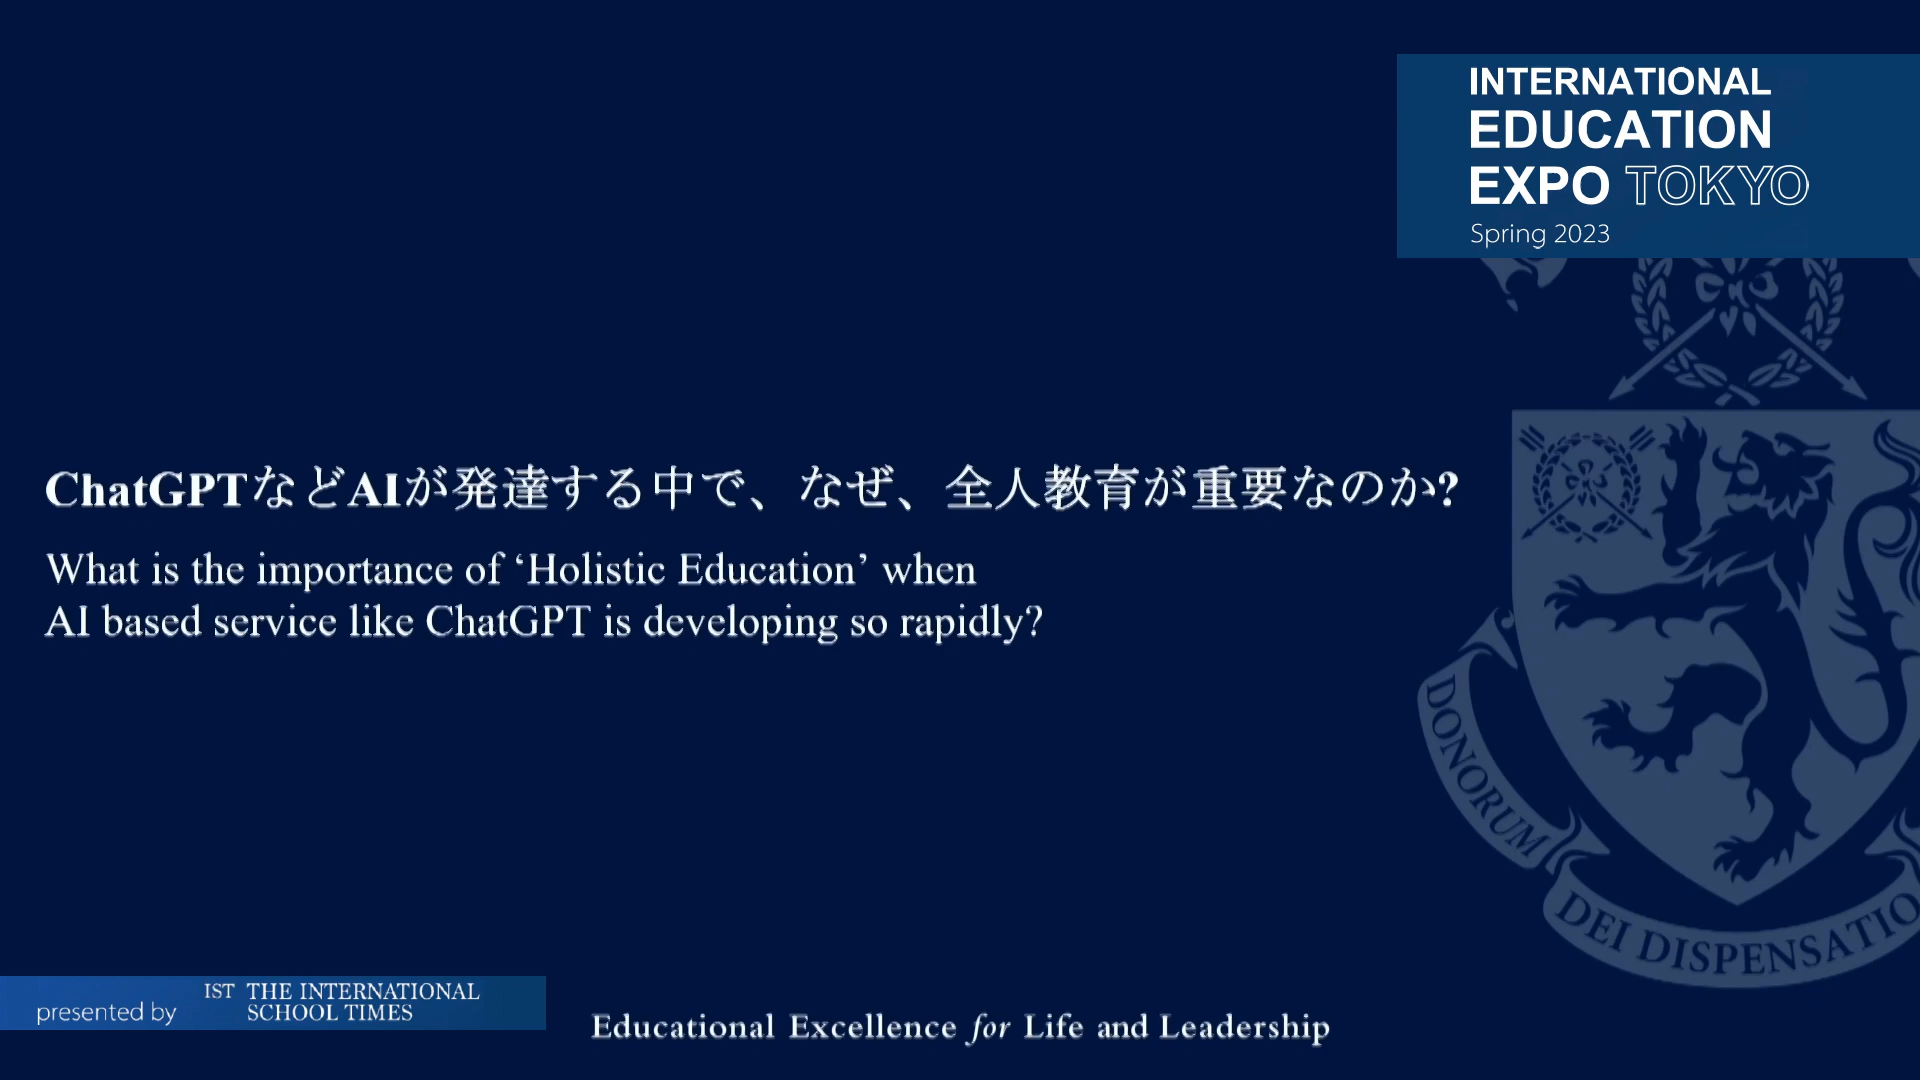 INTERNATIONAL
EDUCATION
EXPO TOKYO
Spring 2023
ChatGPTなどAIが発達する中で、なぜ、全人教育が重要なのか?
What is the importance of ‘Holistic Education’ when
AI based service like ChatGPT is developing so rapidly?
DONORUM
DEI DISPENSATIO
presented by
IST THE INTERNATIONAL
SCHOOL TIMES
Educational Excellence for Life and Leadership